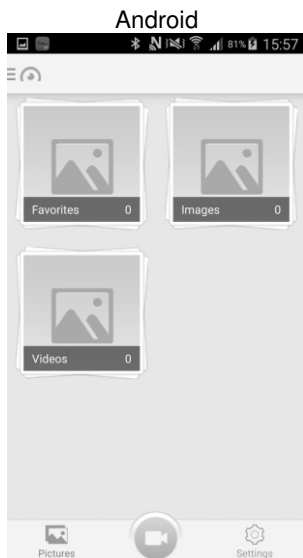 Android
81% 15:57
Favorites 0
Images 0
Videos 0
Pictures
Settings